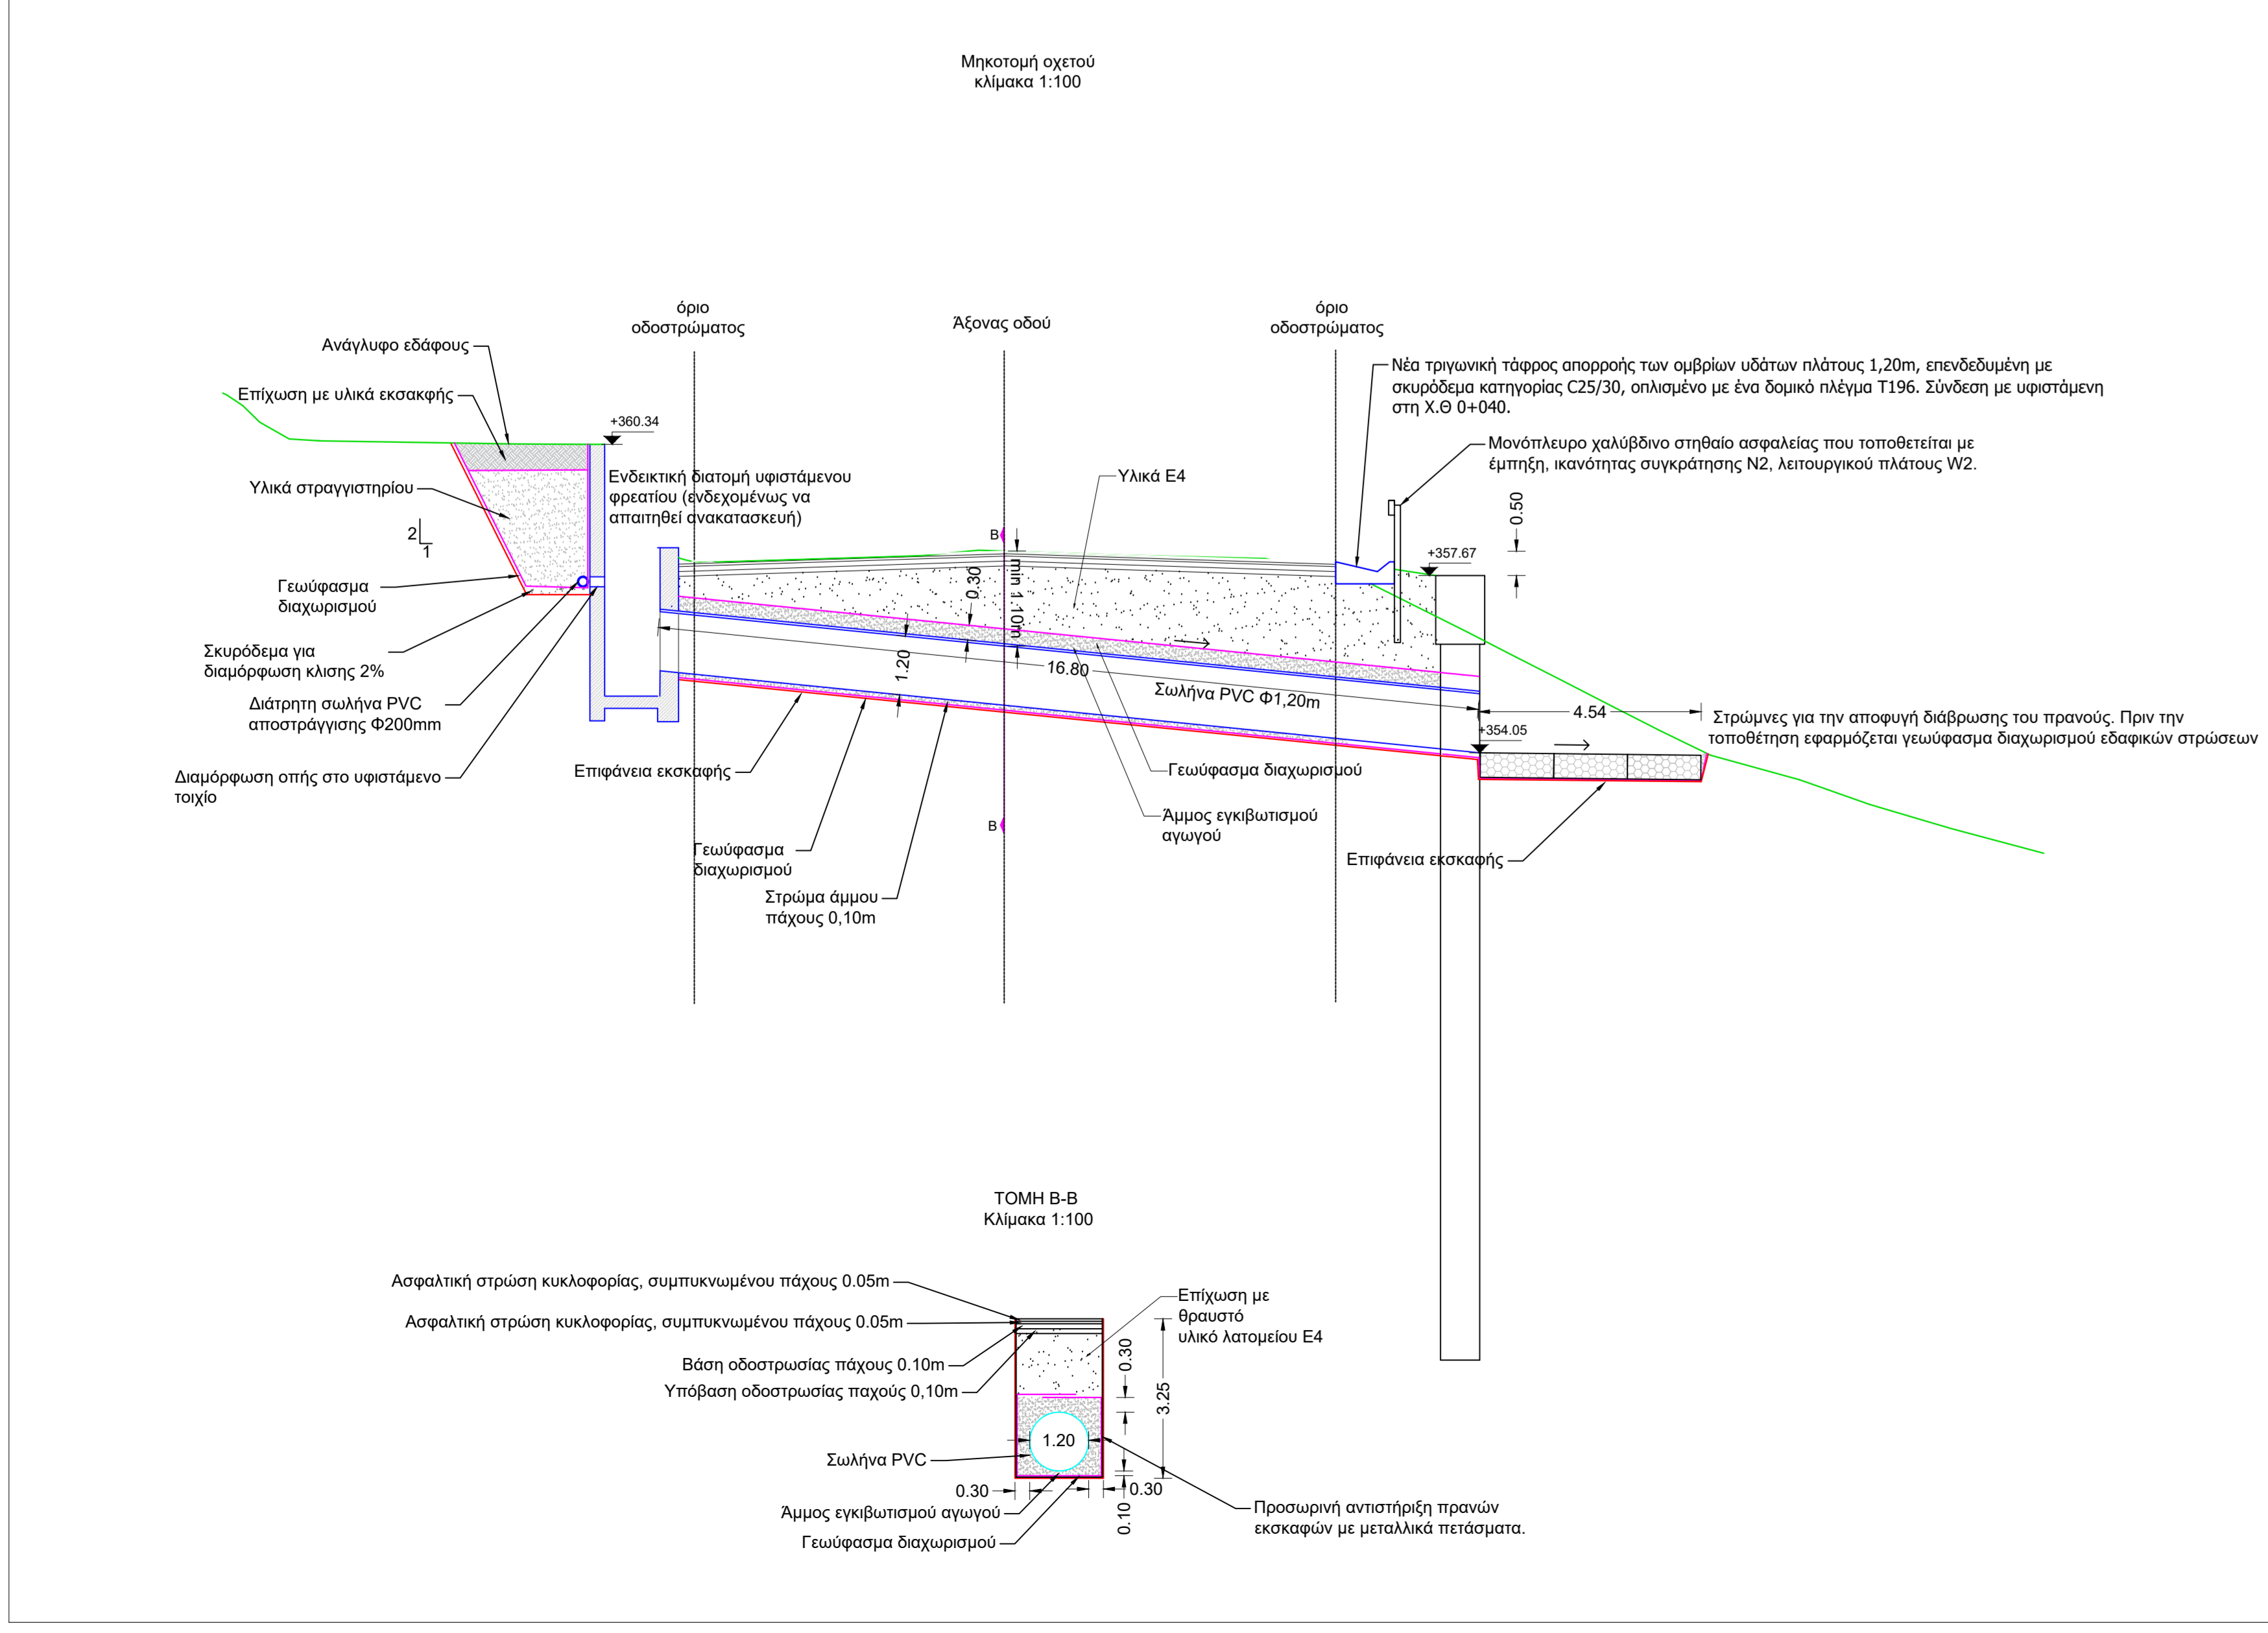 Μηκοτομή οχετού
κλίμακα 1:100
όριο
οδοστρώματος
Άξονας οδού
όριο
οδοστρώματος
Ανάγλυφο εδάφους
Επίχωση με υλικά εκσακφής
Υλικά στραγγιστηρίου
2
1
Γεωύφασμα
διαχωρισμού
Σκυρόδεμα για
διαμόρφωση κλισης 2%
Διάτρητη σωλήνα PVC
αποστράγγισης Φ200mm
Διαμόρφωση οπής στο υφιστάμενο
τοιχίο
+360.34
Ενδεικτική διατομή υφιστάμενου
φρεατίου (ενδεχομένως να
απαιτηθεί ανακατασκευή)
Υλικά Ε4
Νέα τριγωνική τάφρος απορροής των ομβρίων υδάτων πλάτους 1,20m, επενδεδυμένη με
σκυρόδεμα κατηγορίας C25/30, οπλισμένο με ένα δομικό πλέγμα Τ196. Σύνδεση με υφιστάμενη
στη Χ.Θ 0+040.
Μονόπλευρο χαλύβδινο στηθαίο ασφαλείας που τοποθετείται με
έμπηξη, ικανότητας συγκράτησης Ν2, λειτουργικού πλάτους W2.
0.50
+357.67
B
0.30
min 1.10m
1.20
16.80
Σωλήνα PVC Φ1,20m
4.54
+354.05
Στρώμνες για την αποφυγή διάβρωσης του πρανούς. Πριν την
τοποθέτηση εφαρμόζεται γεωύφασμα διαχωρισμού εδαφικών στρώσεων
Επιφάνεια εκσκαφής
Γεωύφασμα διαχωρισμού
Άμμος εγκιβωτισμού
αγωγού
B
Γεωύφασμα
διαχωρισμού
Στρώμα άμμου
πάχους 0,10m
Επιφάνεια εκσκαφής
ΤΟΜΗ Β-Β
Κλίμακα 1:100
Ασφαλτική στρώση κυκλοφορίας, συμπυκνωμένου πάχους 0.05m
Ασφαλτική στρώση κυκλοφορίας, συμπυκνωμένου πάχους 0.05m
Βάση οδοστρωσίας πάχους 0.10m
Υπόβαση οδοστρωσίας παχούς 0,10m
Επίχωση με
θραυστό
υλικό λατομείου Ε4
0.30
3.25
1.20
Σωλήνα PVC
0.30
0.30
0.10
Άμμος εγκιβωτισμού αγωγού
Γεωύφασμα διαχωρισμού
Προσωρινή αντιστήριξη πρανών
εκσκαφών με μεταλλικά πετάσματα.